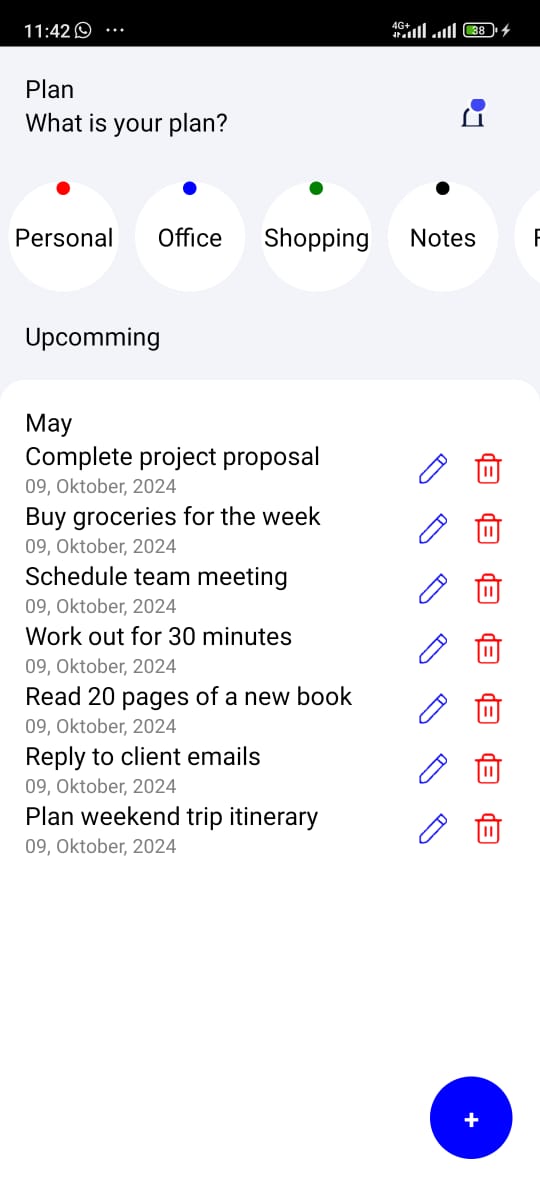 11:42
4G+
38
Plan
What is your plan?
Personal
Office
Shopping
Notes
Upcomming
May
Complete project proposal
09, Oktober, 2024
Buy groceries for the week
09, Oktober, 2024
Schedule team meeting
09, Oktober, 2024
Work out for 30 minutes
09, Oktober, 2024
Read 20 pages of a new book
09, Oktober, 2024
Reply to client emails
09, Oktober, 2024
Plan weekend trip itinerary
09, Oktober, 2024
+